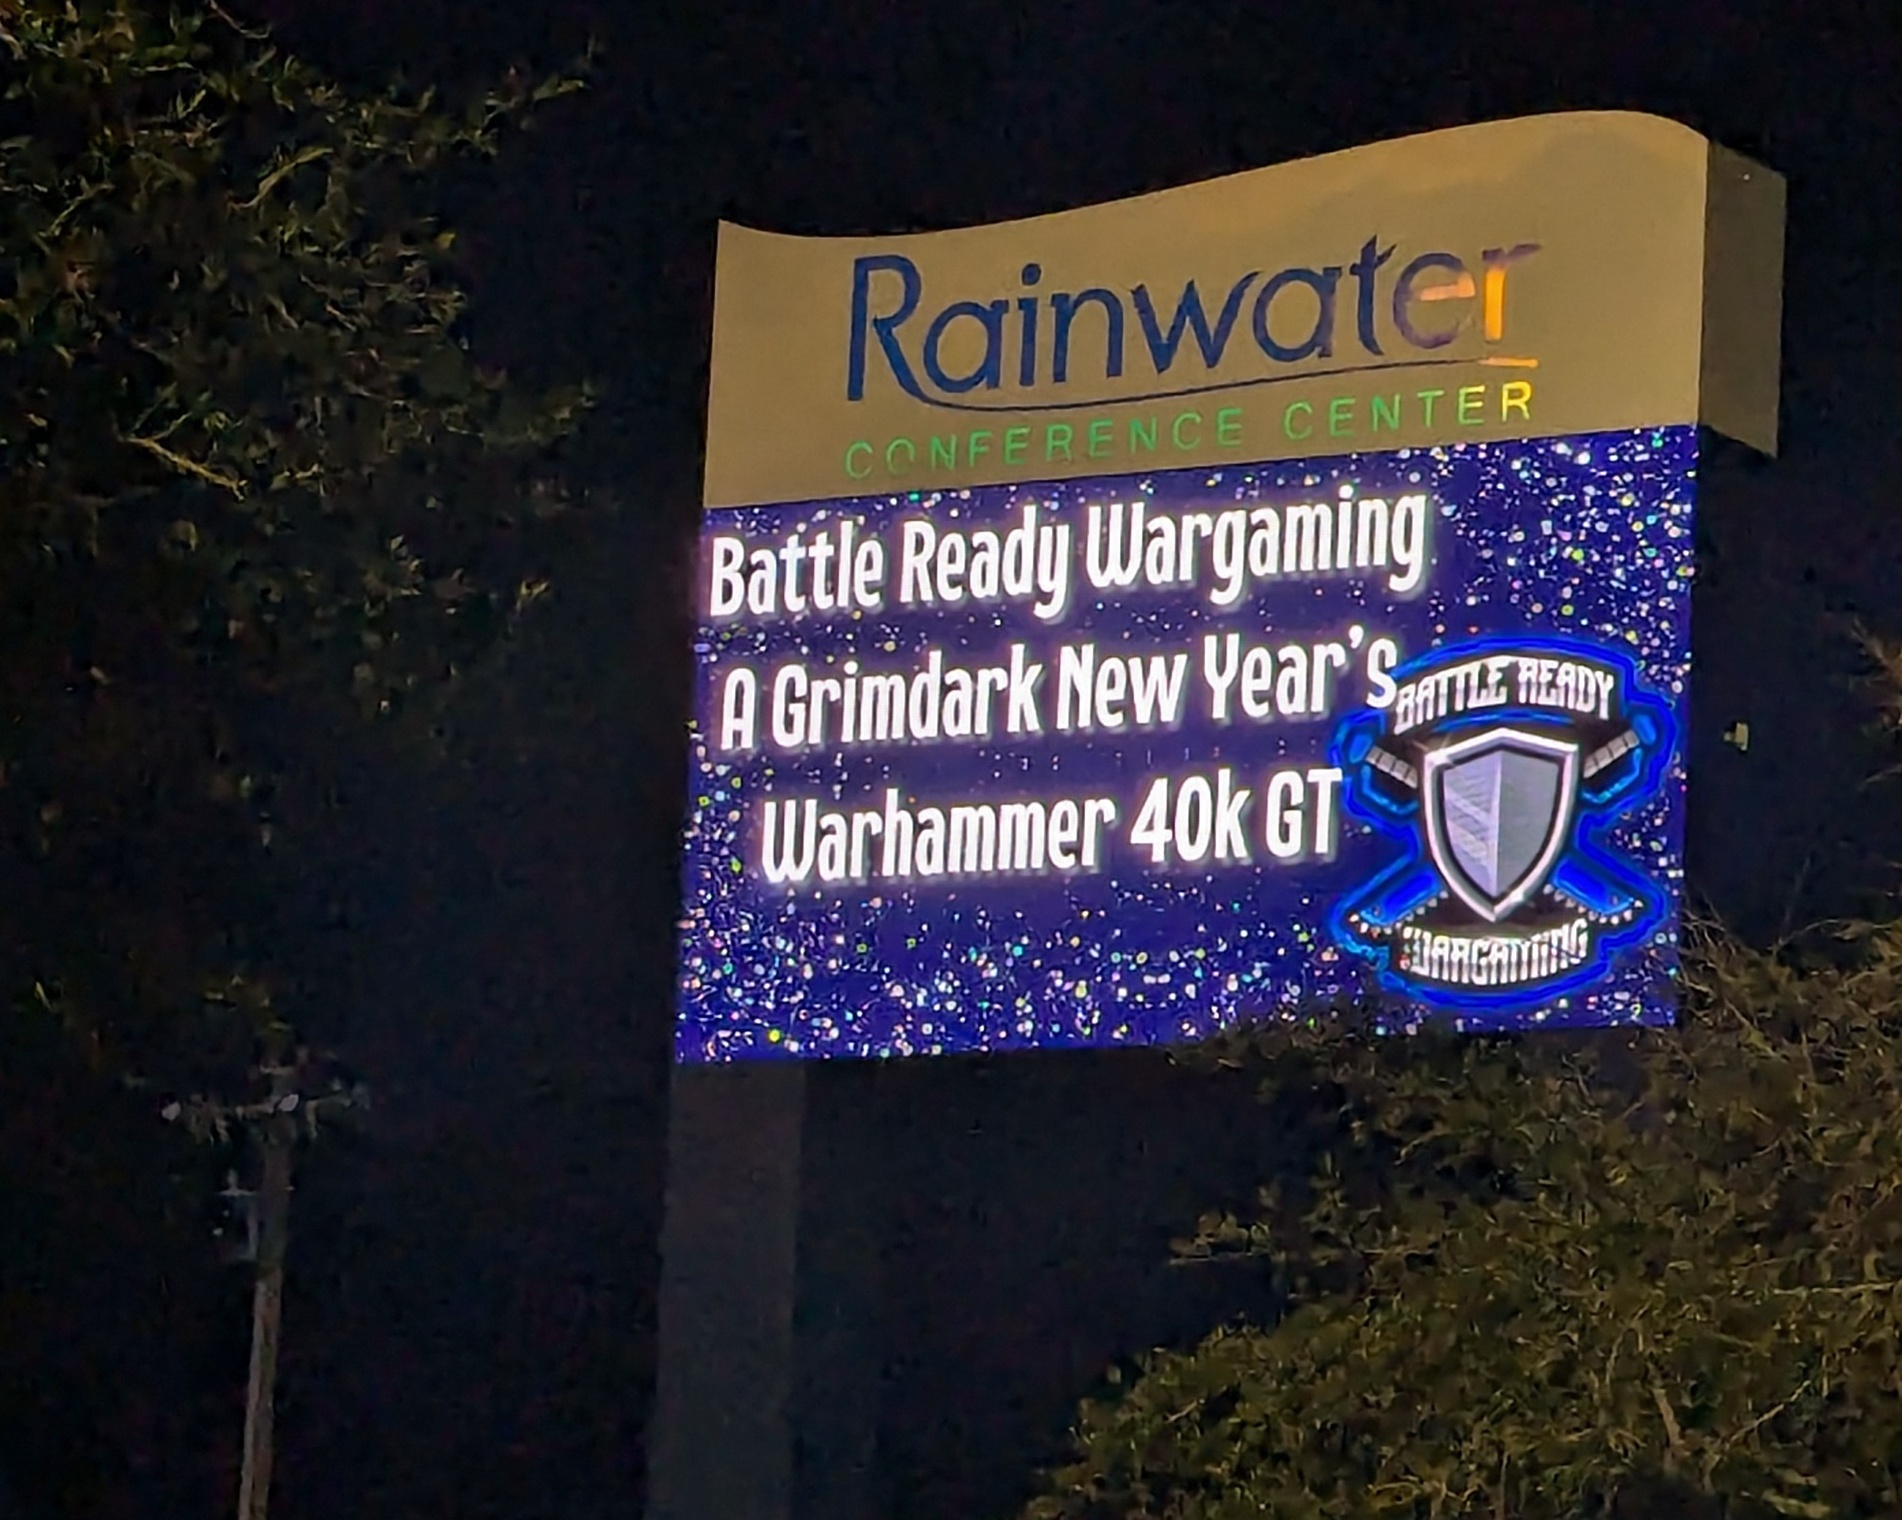 Rainwater
CONFERENCE CENTER
Battle Ready Wargaming
A Grimdark New Year's
Warhammer 40k GT
BATTLE READY
WARGAMING